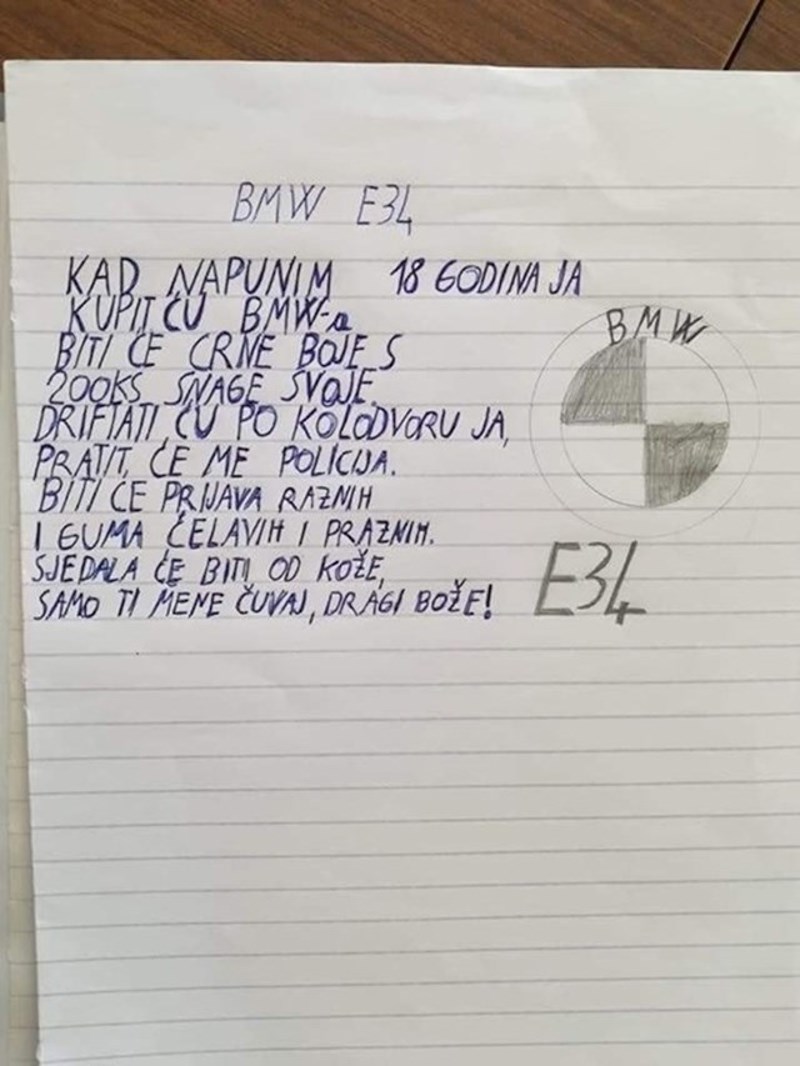 BMW E34
KAD NAPUNIM 18 GODINA JA
KUPIT ĆU BMW-a
BITI ĆE CRNE BOJE S
200KS SNAGE SVOJE.
DRIFTATI ĆU PO KOLODVORU JA,
PRATIT ĆE ME POLICIJA.
BITI ĆE PRIJAVA RAZNIH
I GUMA ĆELAVIH I PRAZNIH.
SJEDALA ĆE BITI OD KOŽE,
SAMO TI MENE ČUVAJ, DRAGI BOŽE!
BMW
E34